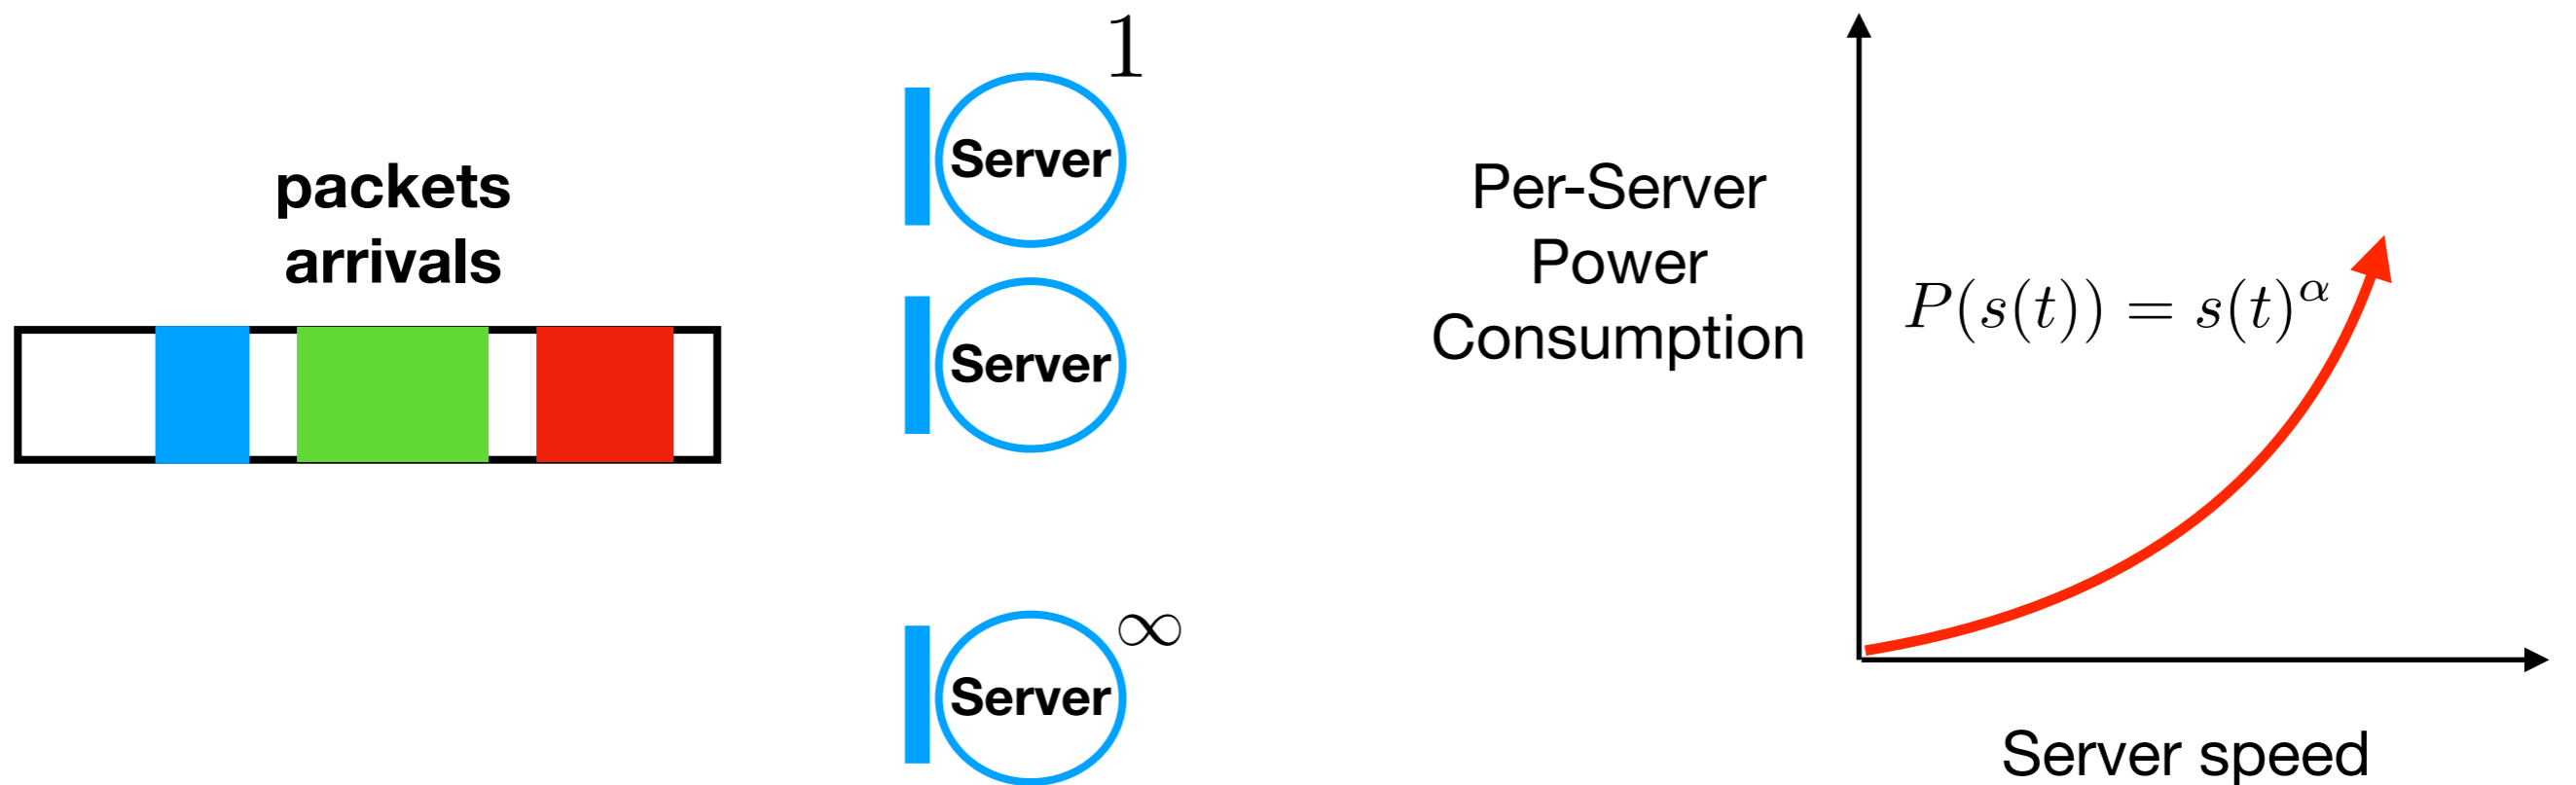 packets
arrivals
1
Server
Server
∞
Server
Per-Server
Power
Consumption
P(s(t)) = s(t)^α
Server speed